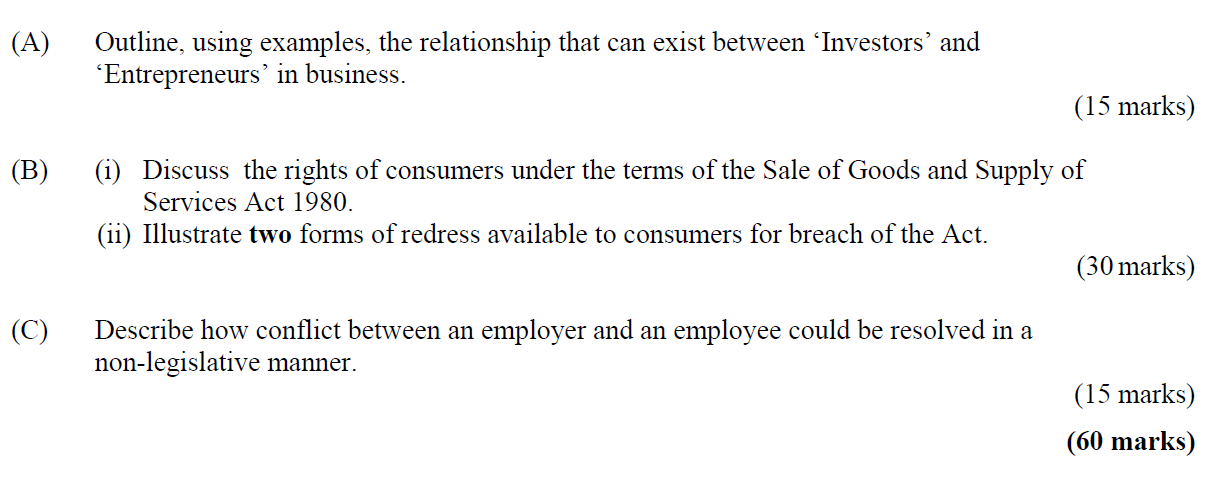 (A) Outline, using examples, the relationship that can exist between ‘Investors’ and
‘Entrepreneurs’ in business.
(15 marks)
(B) (i) Discuss the rights of consumers under the terms of the Sale of Goods and Supply of
Services Act 1980.
(ii) Illustrate two forms of redress available to consumers for breach of the Act.
(30 marks)
(C) Describe how conflict between an employer and an employee could be resolved in a
non-legislative manner.
(15 marks)
(60 marks)